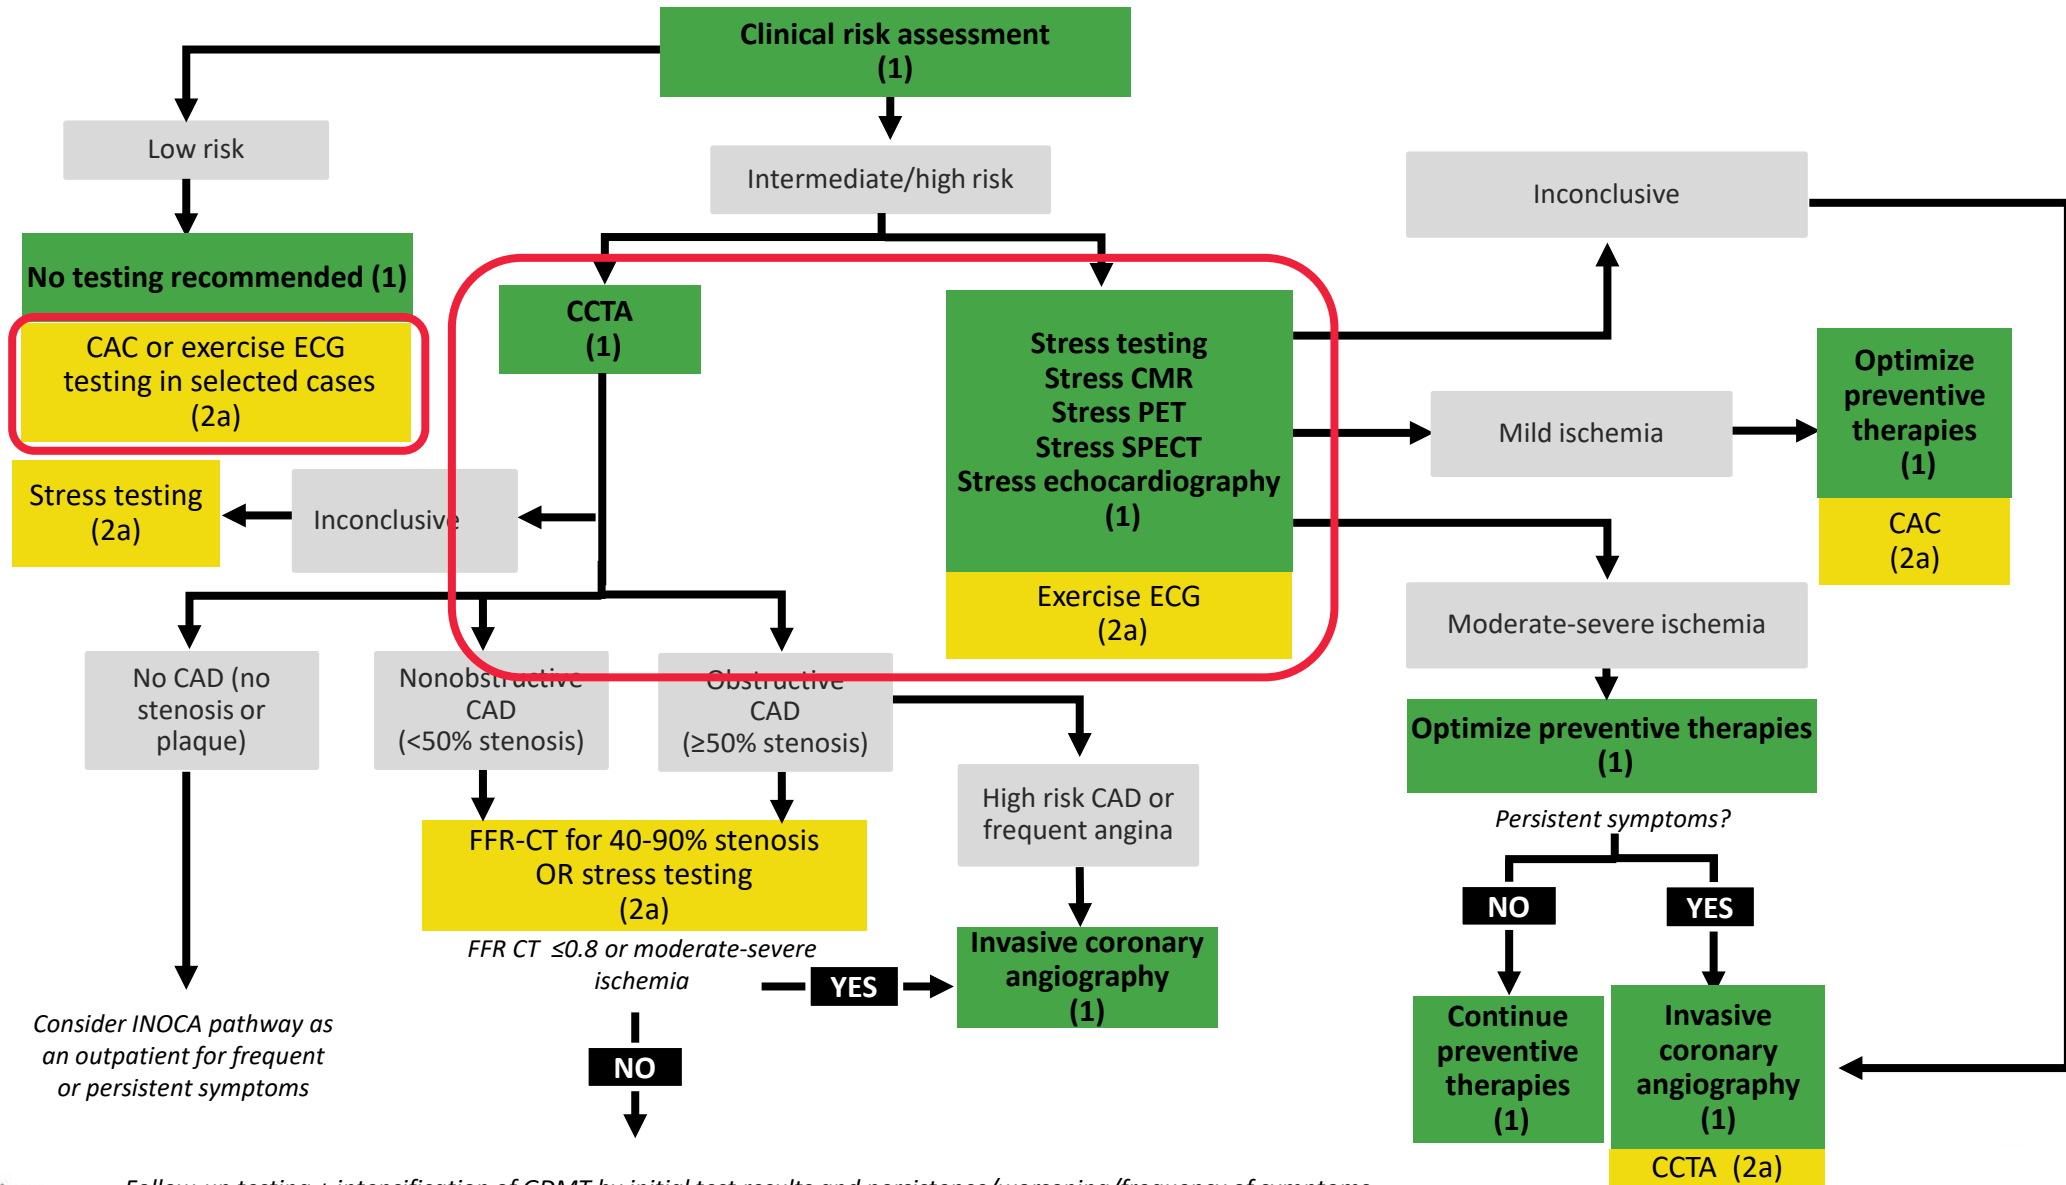 Clinical risk assessment
(1)
Low risk
Intermediate/high risk
Inconclusive
No testing recommended (1)
CAC or exercise ECG
testing in selected cases
(2a)
CCTA
(1)
Stress testing
Stress CMR
Stress PET
Stress SPECT
Stress echocardiography
(1)
Exercise ECG
(2a)
Mild ischemia
Optimize
preventive
therapies
(1)
CAC
(2a)
Stress testing
(2a)
Inconclusive
Moderate-severe ischemia
No CAD (no
stenosis or
plaque)
Nonobstructive
CAD
(<50% stenosis)
Obstructive
CAD
(≥50% stenosis)
Optimize preventive therapies
(1)
High risk CAD or
frequent angina
Persistent symptoms?
FFR-CT for 40-90% stenosis
OR stress testing
(2a)
NO
YES
FFR CT ≤0.8 or moderate-severe
ischemia
YES
Invasive coronary
angiography
(1)
Consider INOCA pathway as
an outpatient for frequent
or persistent symptoms
NO
Continue
preventive
therapies
(1)
Invasive
coronary
angiography
(1)
CCTA (2a)